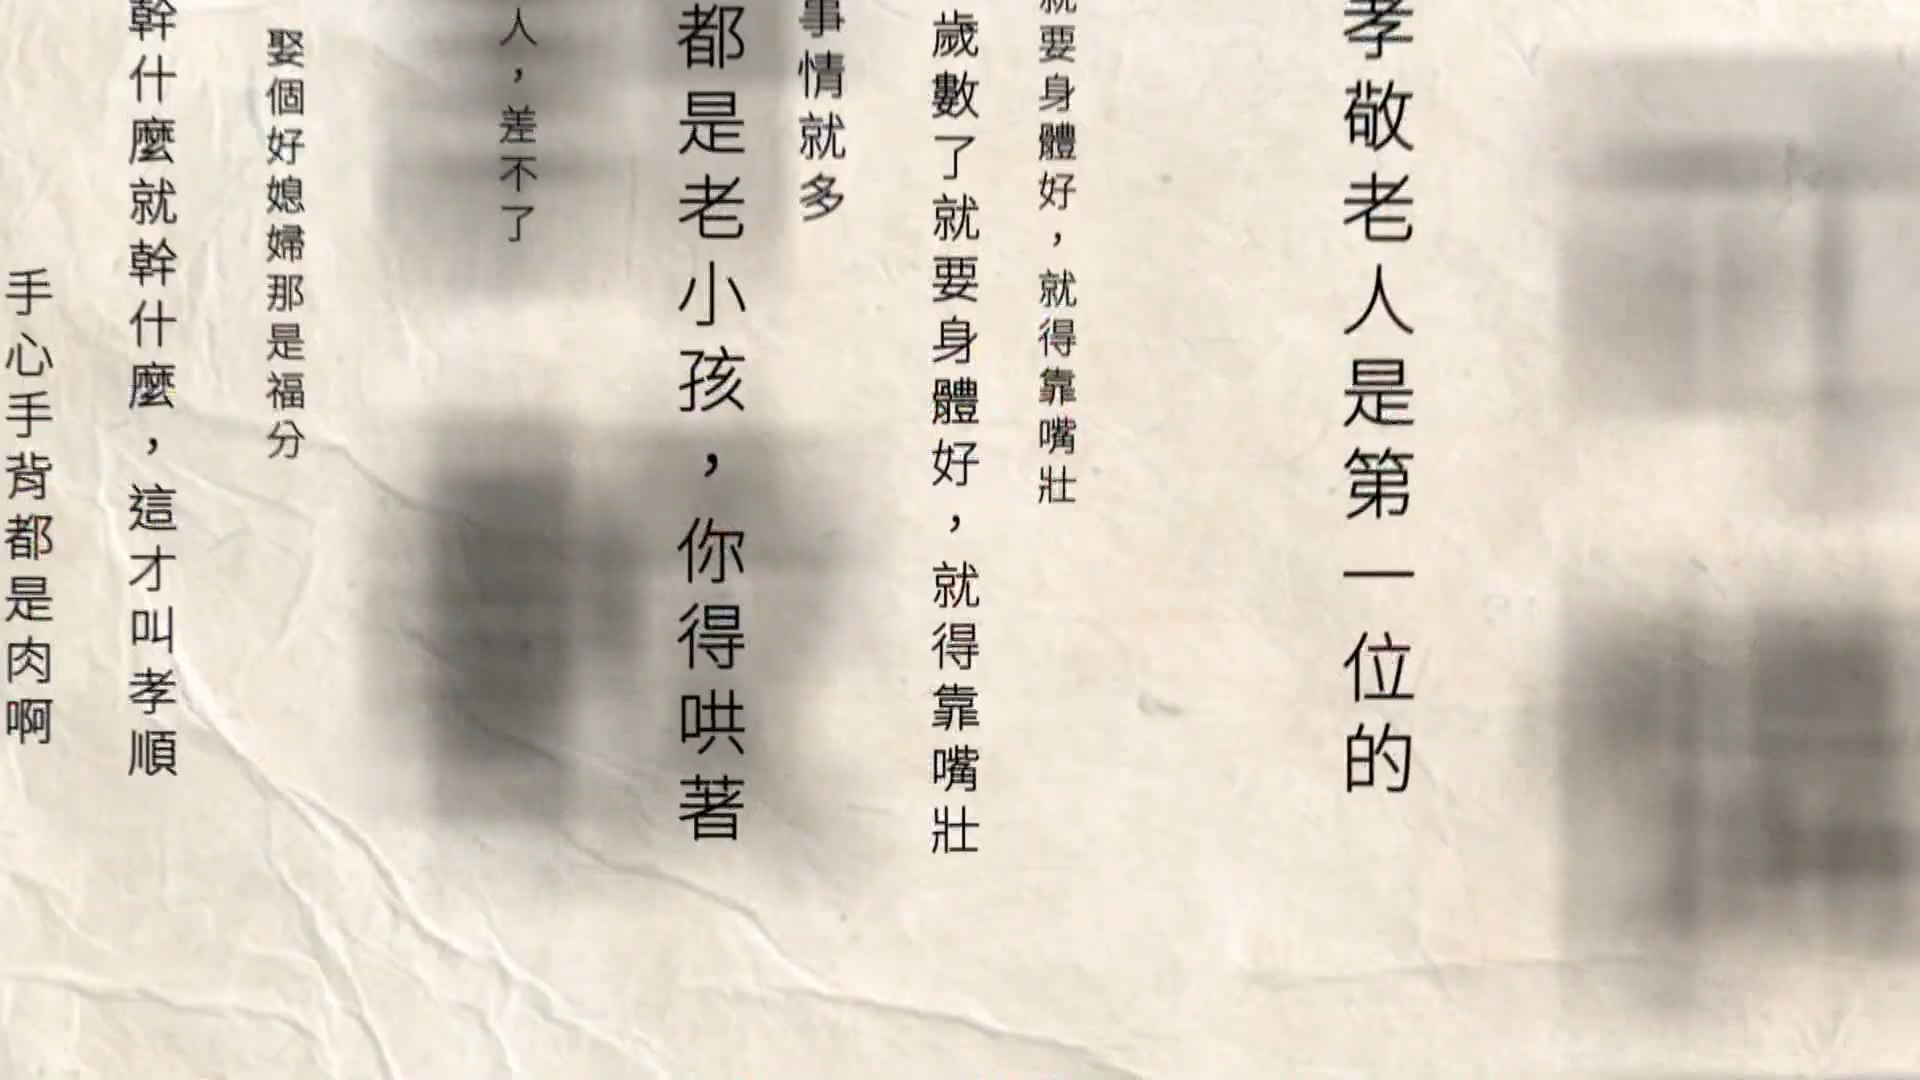 孝敬老人是第一位的
就要身體好，就得靠嘴壯
歲數了就要身體好，就得靠嘴壯
事情就多
都是老小孩，你得哄著
人，差不了
娶個好媳婦那是福分
幹什麼就幹什麼，這才叫孝順
手心手背都是肉啊